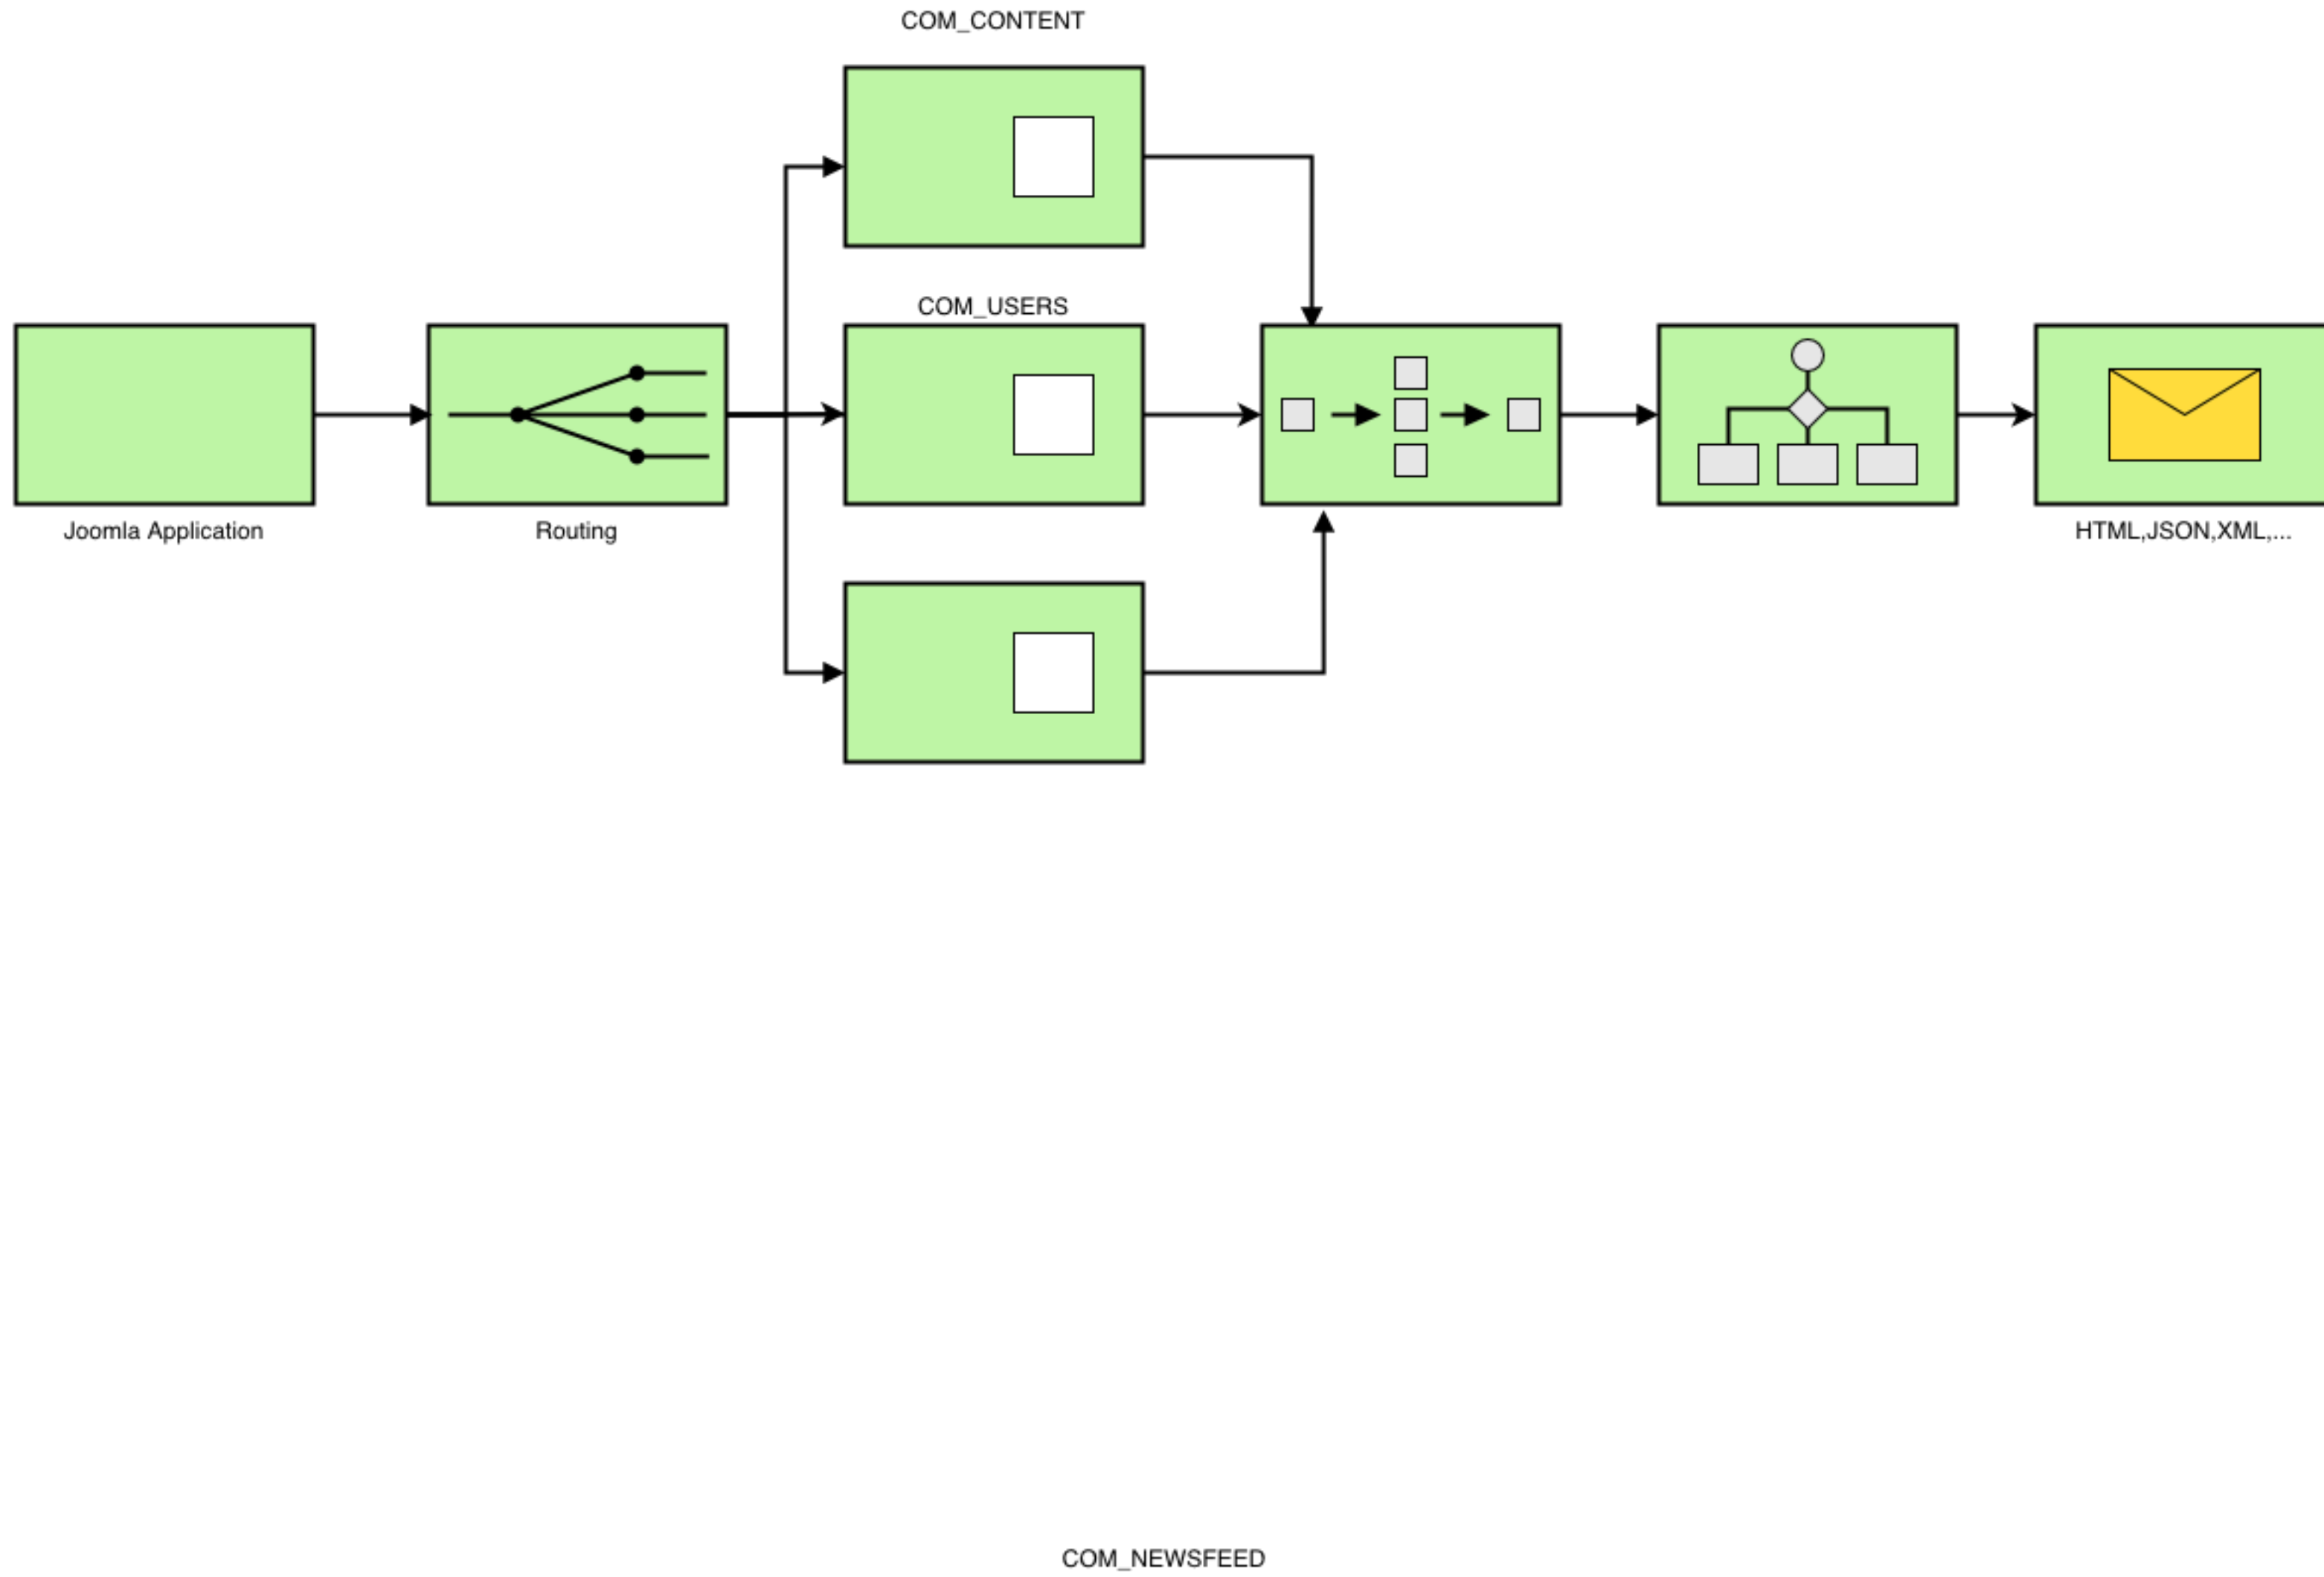 COM_CONTENT
COM_USERS
Joomla Application
Routing
HTML,JSON,XML,...
COM_NEWSFEED